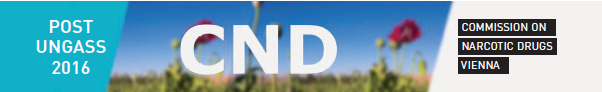 POST
UNGASS
2016
CND
COMMISSION ON
NARCOTIC DRUGS
VIENNA